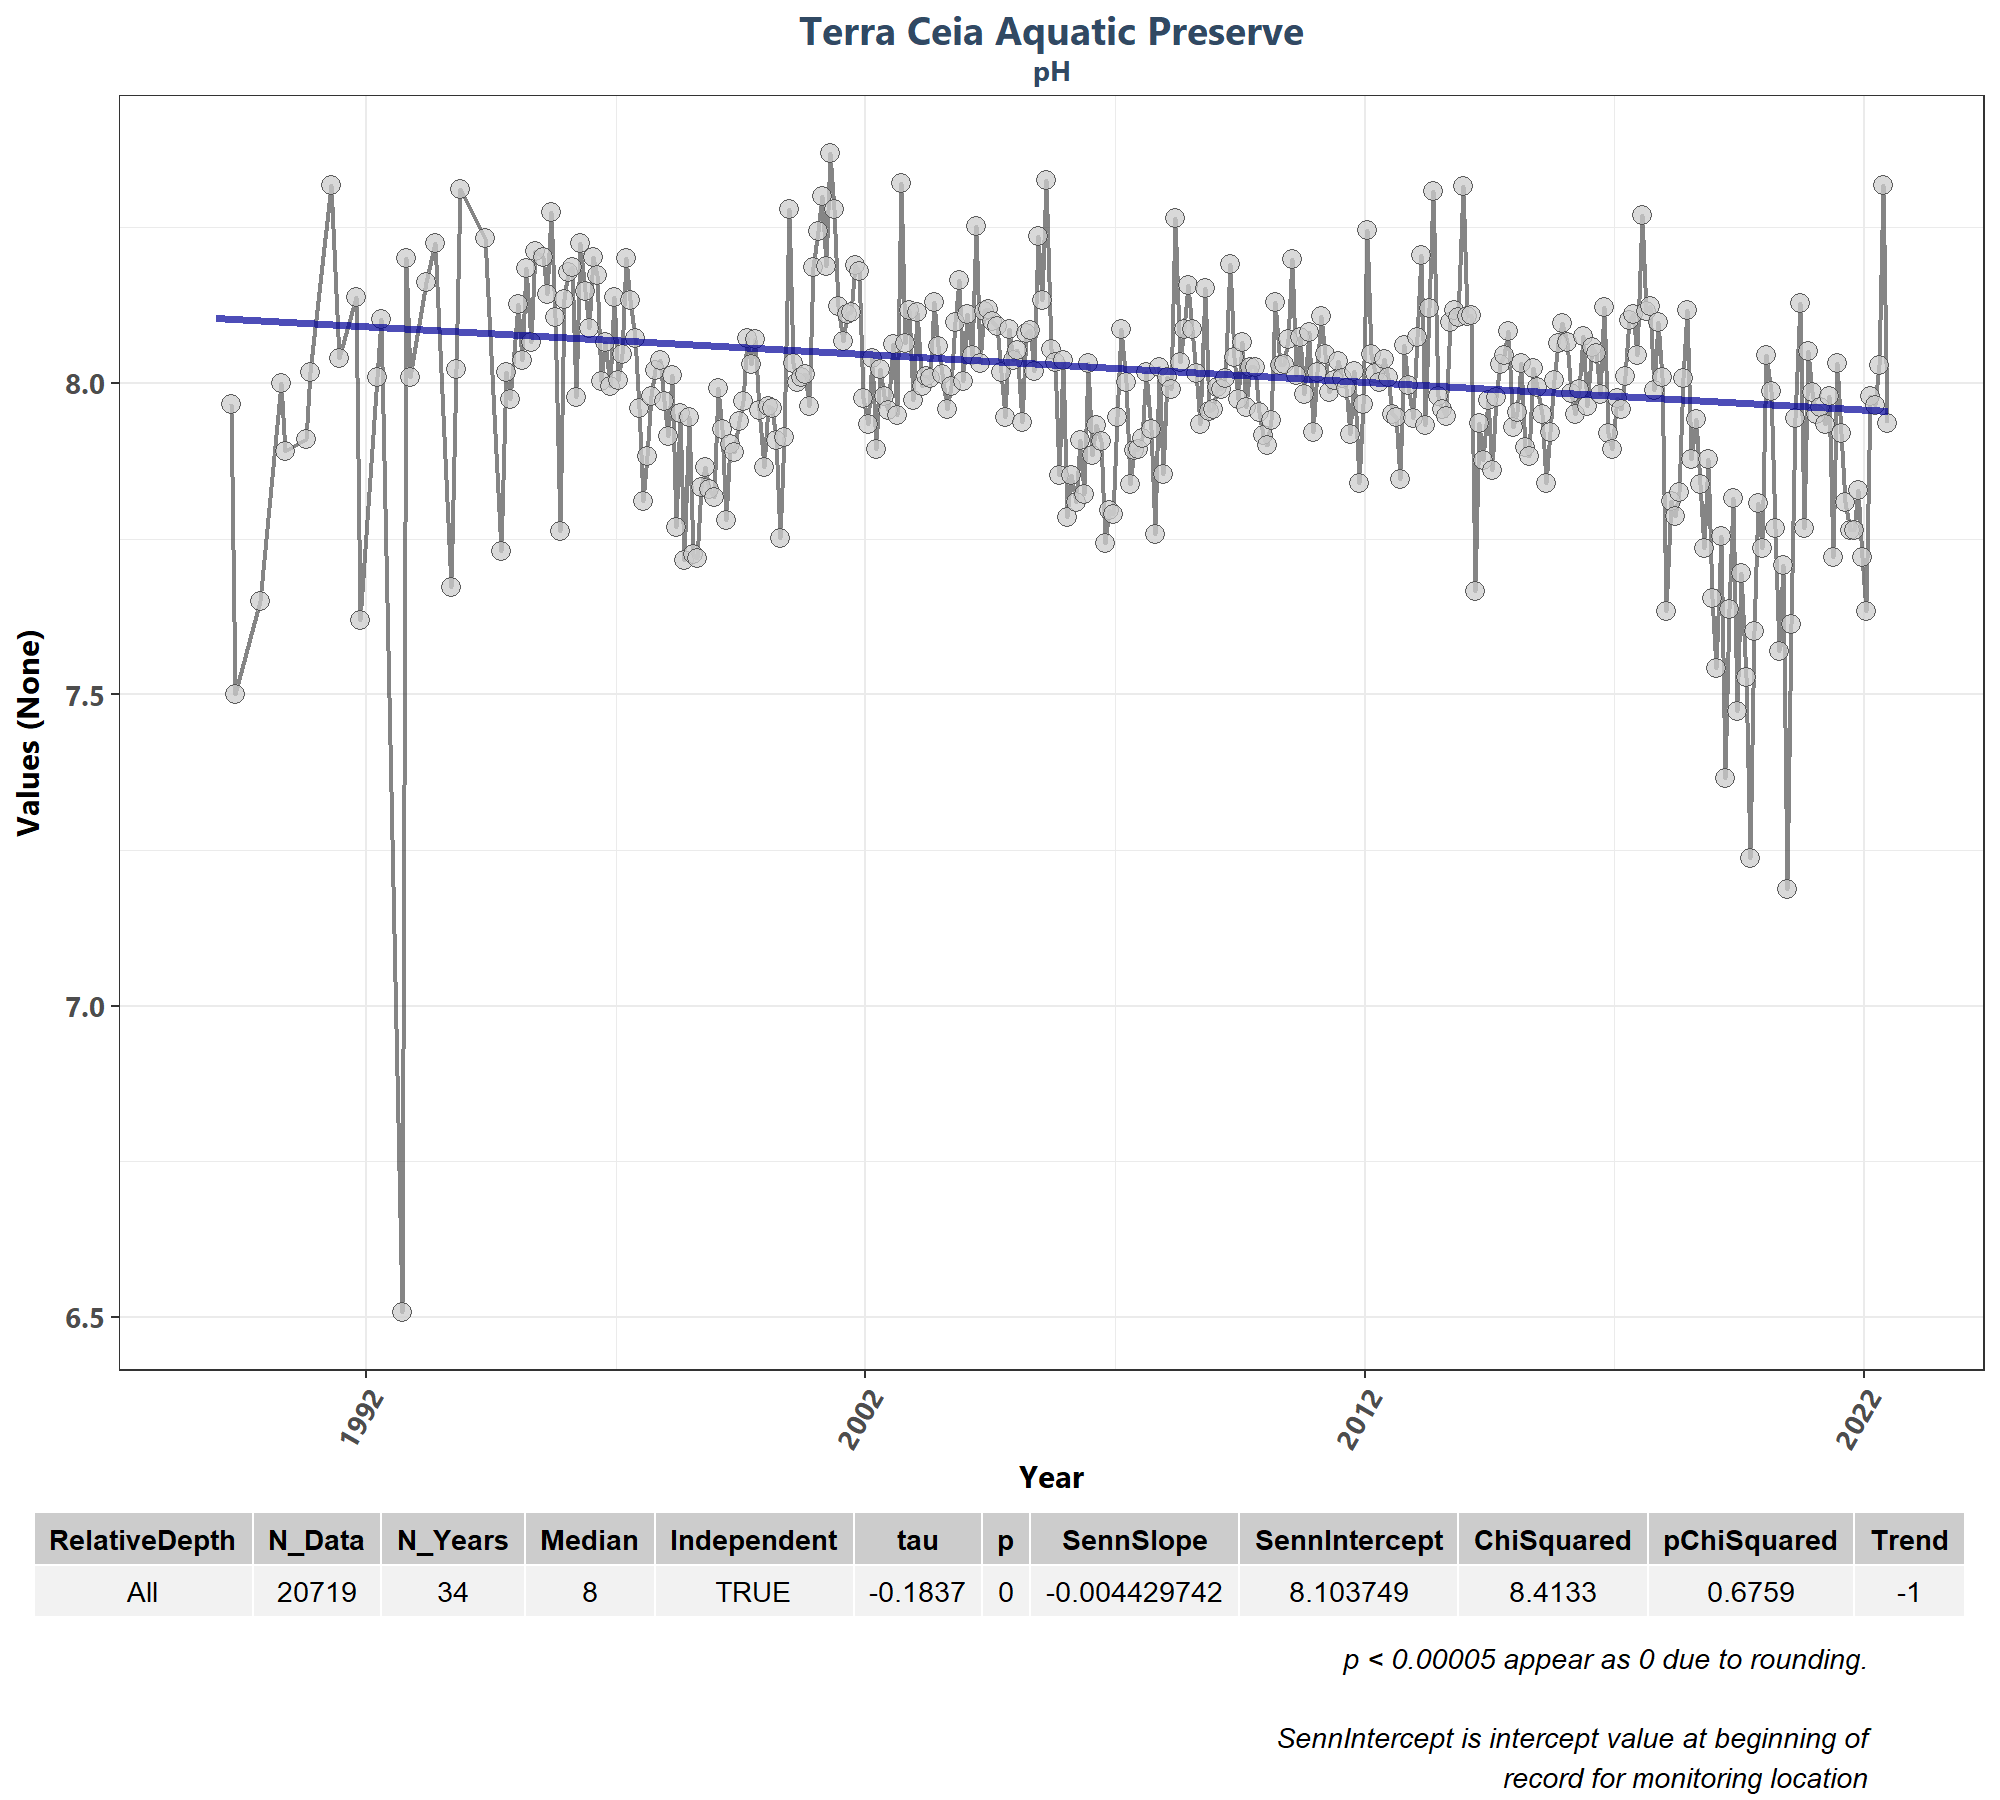 Terra Ceia Aquatic Preserve
pH
Values (None)
8.0
7.5
7.0
6.5
1992 2002 2012 2022
Year
RelativeDepth N_Data N_Years Median Independent tau p SennSlope SennIntercept ChiSquared pChiSquared Trend
All 20719 34 8 TRUE -0.1837 0 -0.004429742 8.103749 8.4133 0.6759 -1
p < 0.00005 appear as 0 due to rounding.
SennIntercept is intercept value at beginning of
record for monitoring location